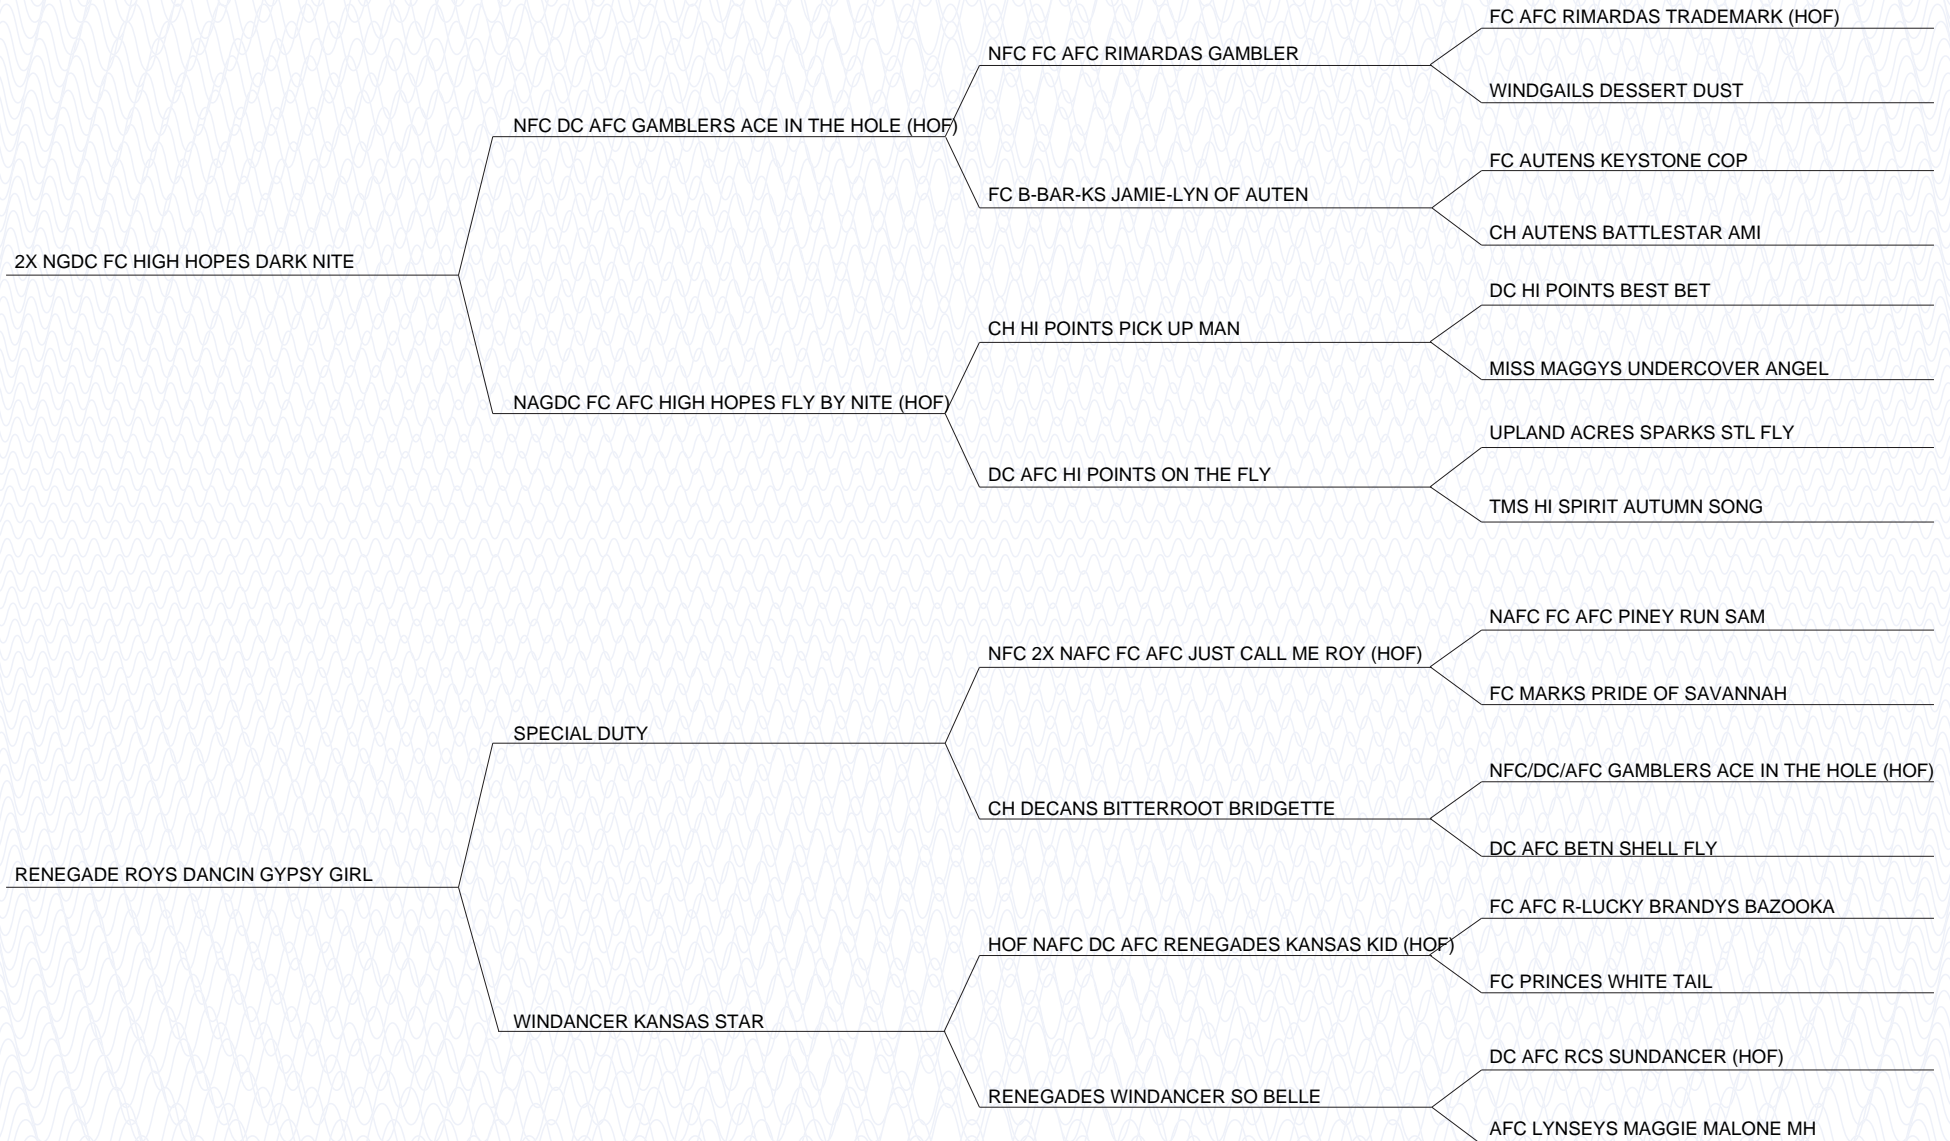 FC AFC RIMARDAS TRADEMARK (HOF)
NFC FC AFC RIMARDAS GAMBLER
WINDGAILS DESSERT DUST
NFC DC AFC GAMBLERS ACE IN THE HOLE (HOF)
FC AUTENS KEYSTONE COP
FC B-BAR-KS JAMIE-LYN OF AUTEN
CH AUTENS BATTLESTAR AMI
2X NGDC FC HIGH HOPES DARK NITE
DC HI POINTS BEST BET
CH HI POINTS PICK UP MAN
MISS MAGGYS UNDERCOVER ANGEL
NAGDC FC AFC HIGH HOPES FLY BY NITE (HOF)
UPLAND ACRES SPARKS STL FLY
DC AFC HI POINTS ON THE FLY
TMS HI SPIRIT AUTUMN SONG
NAFC FC AFC PINEY RUN SAM
NFC 2X NAFC FC AFC JUST CALL ME ROY (HOF)
FC MARKS PRIDE OF SAVANNAH
SPECIAL DUTY
NFC/DC/AFC GAMBLERS ACE IN THE HOLE (HOF)
CH DECANS BITTERROOT BRIDGETTE
DC AFC BETN SHELL FLY
RENEGADE ROYS DANCIN GYPSY GIRL
FC AFC R-LUCKY BRANDYS BAZOOKA
HOF NAFC DC AFC RENEGADES KANSAS KID (HOF)
FC PRINCES WHITE TAIL
WINDANCER KANSAS STAR
DC AFC RCS SUNDANCER (HOF)
RENEGADES WINDANCER SO BELLE
AFC LYNSEYS MAGGIE MALONE MH